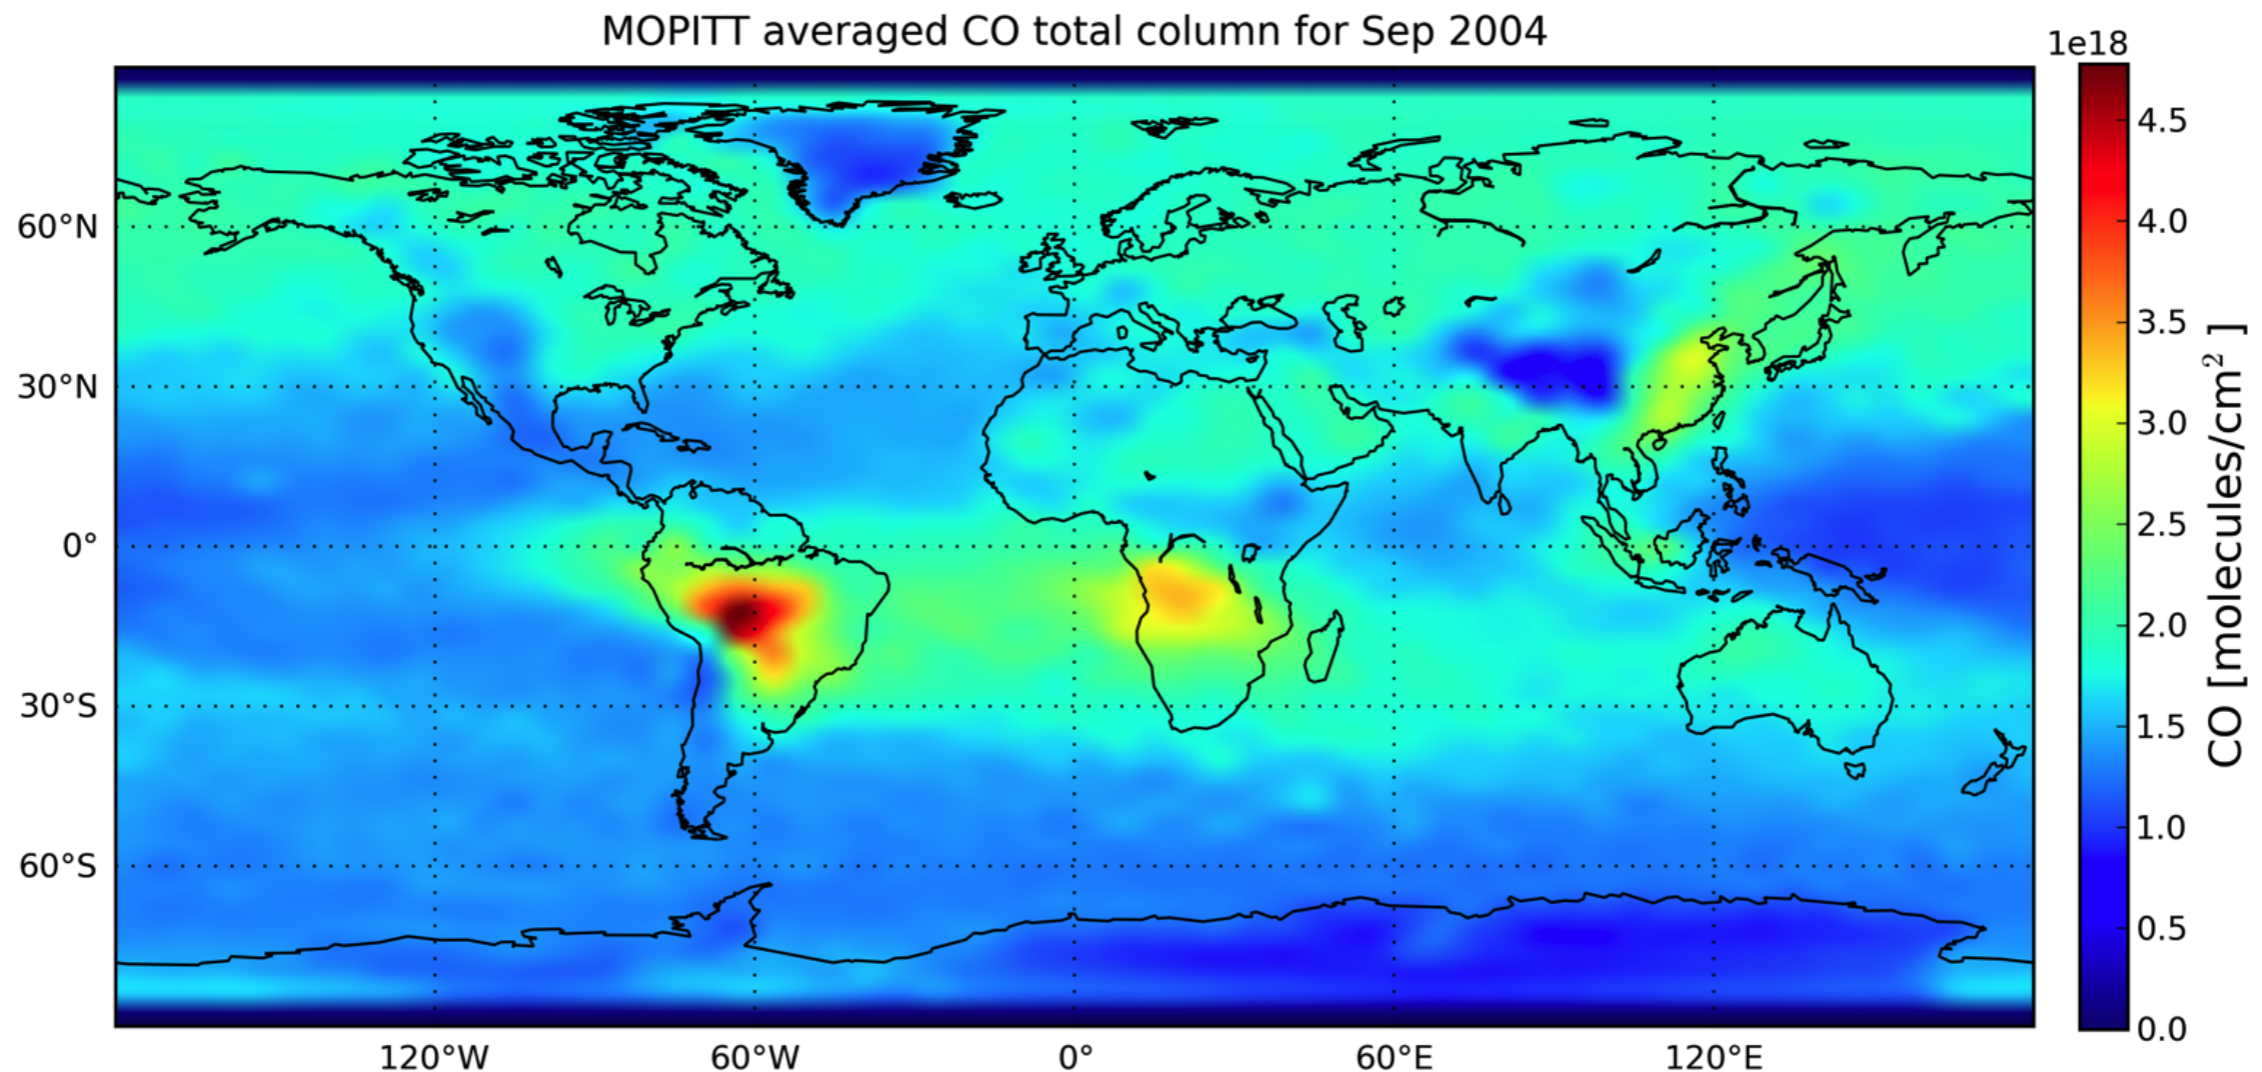 MOPITT averaged CO total column for Sep 2004
1e18
60°N
30°N
0°
30°S
60°S
120°W 60°W 0° 60°E 120°E
4.5
4.0
3.5
3.0
2.5
2.0
1.5
1.0
0.5
0.0
CO [molecules/cm² ]